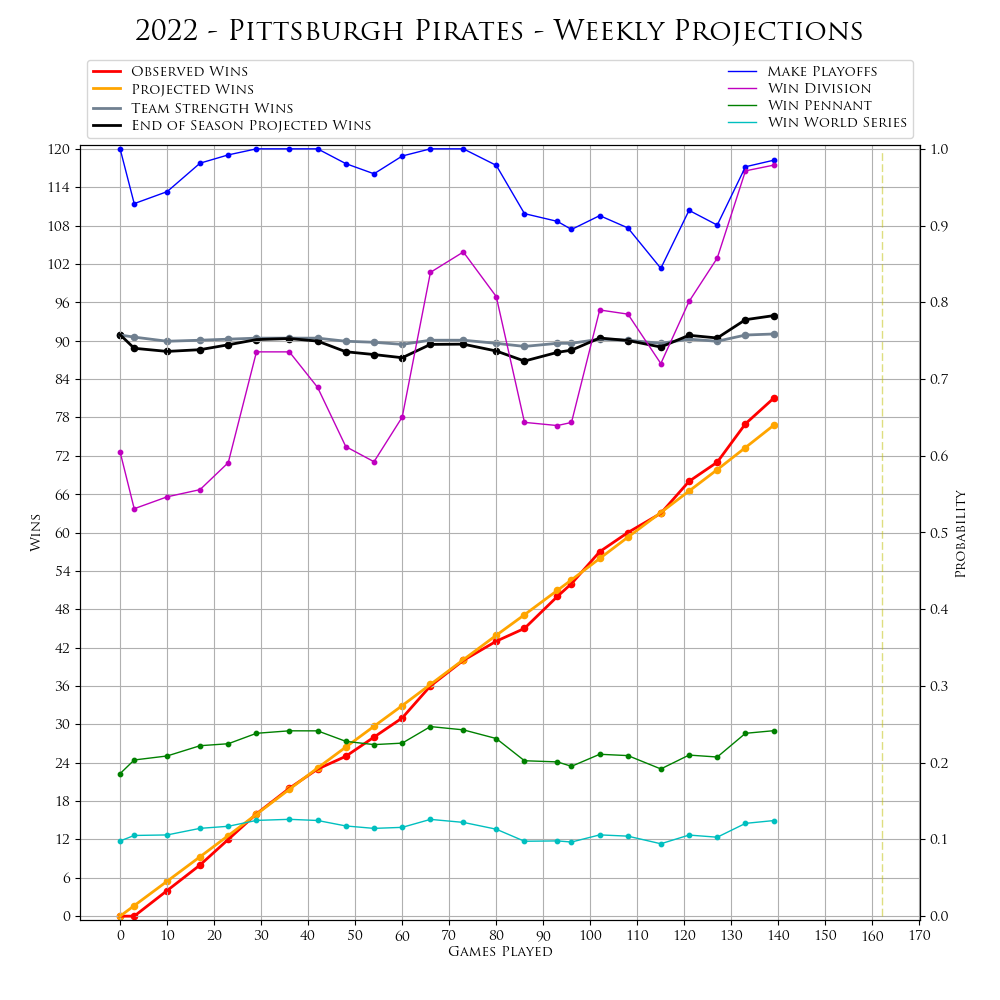 2022 - Pittsburgh Pirates - Weekly Projections
Observed Wins
Projected Wins
Team Strength Wins
End of Season Projected Wins
Make Playoffs
Win Division
Win Pennant
Win World Series
120
114
108
102
96
90
84
78
72
66
60
54
48
42
36
30
24
18
12
6
0
Wins
1.0
0.9
0.8
0.7
0.6
0.5
0.4
0.3
0.2
0.1
0.0
Probability
0 10 20 30 40 50 60 70 80 90 100 110 120 130 140 150 160 170
Games Played